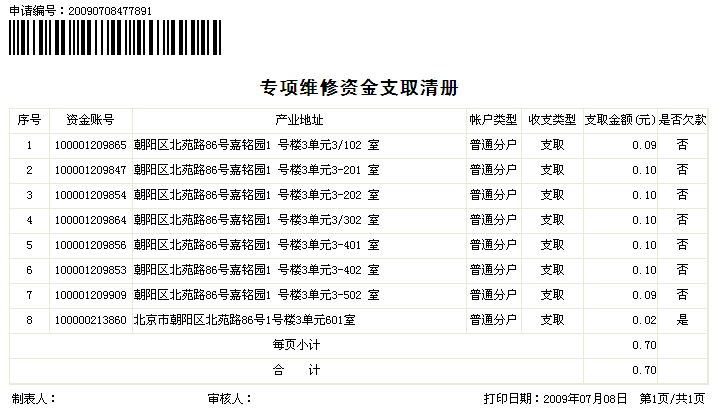 申请编号：20090708477891
专项维修资金支取清册
序号 资金账号 产业地址 帐户类型 收支类型 支取金额(元) 是否欠款
1 100001209865 朝阳区北苑路86号嘉铭园1 号楼3单元3/102 室 普通分户 支取 0.09 否
2 100001209847 朝阳区北苑路86号嘉铭园1 号楼3单元3-201 室 普通分户 支取 0.10 否
3 100001209854 朝阳区北苑路86号嘉铭园1 号楼3单元3-202 室 普通分户 支取 0.10 否
4 100001209864 朝阳区北苑路86号嘉铭园1 号楼3单元3/302 室 普通分户 支取 0.10 否
5 100001209856 朝阳区北苑路86号嘉铭园1 号楼3单元3-401 室 普通分户 支取 0.10 否
6 100001209853 朝阳区北苑路86号嘉铭园1 号楼3单元3-402 室 普通分户 支取 0.10 否
7 100001209909 朝阳区北苑路86号嘉铭园1 号楼3单元3-502 室 普通分户 支取 0.09 否
8 100000213860 北京市朝阳区北苑路86号1号楼3单元601室 普通分户 支取 0.02 是
每页小计 0.70
合 计 0.70
制表人： 审核人： 打印日期：2009年07月08日 第1页/共1页